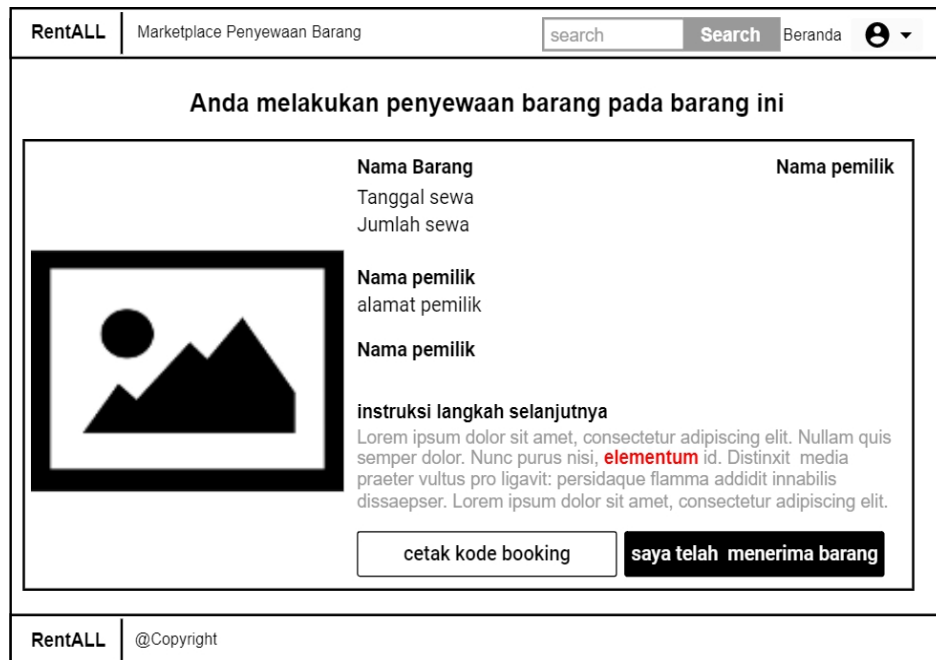 RentALL Marketplace Penyewaan Barang search Search Beranda
Anda melakukan penyewaan barang pada barang ini
Nama Barang Nama pemilik
Tanggal sewa
Jumlah sewa
Nama pemilik
alamat pemilik
Nama pemilik
instruksi langkah selanjutnya
Lorem ipsum dolor sit amet, consectetur adipiscing elit. Nullam quis
semper dolor. Nunc purus nisi, elementum id. Distinxit  media
praeter vultus pro ligavit: persidaque flamma addidit innabilis
dissaepser. Lorem ipsum dolor sit amet, consectetur adipiscing elit.
cetak kode booking saya telah  menerima barang
RentALL @Copyright